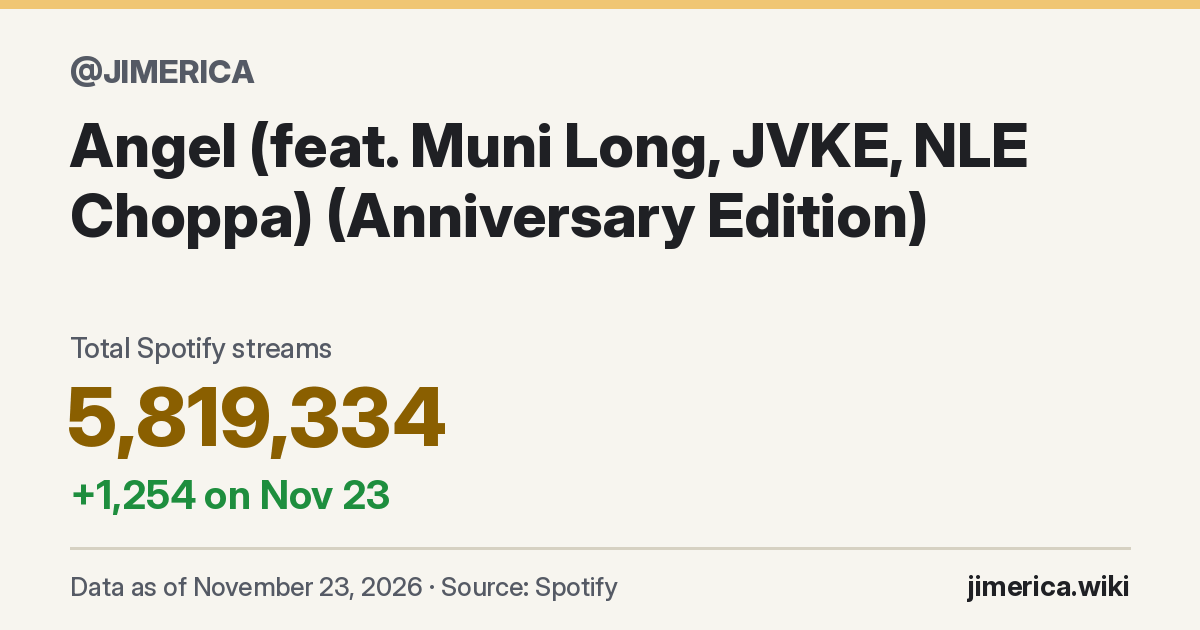 @JIMERICA
Angel (feat. Muni Long, JVKE, NLE
Choppa) (Anniversary Edition)
Total Spotify streams
5,819,334
+1,254 on Nov 23
Data as of November 23, 2026 · Source: Spotify
jimerica.wiki